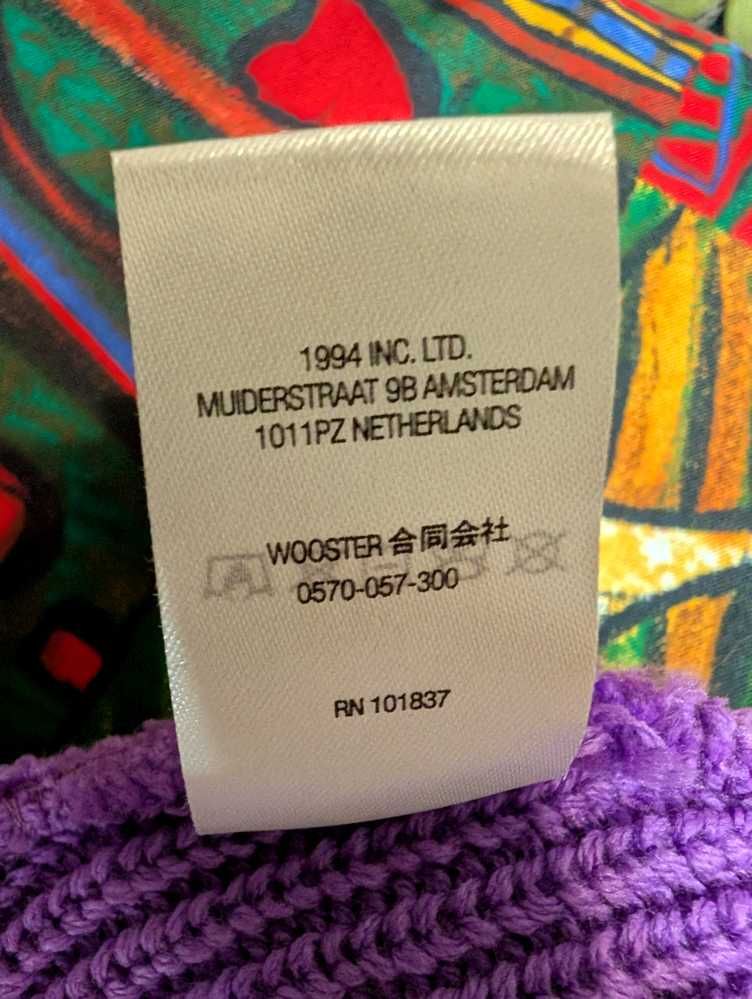 1994 INC. LTD.
MUIDERSTRAAT 9B AMSTERDAM
1011PZ NETHERLANDS
WOOSTER 合同会社
0570-057-300
RN 101837